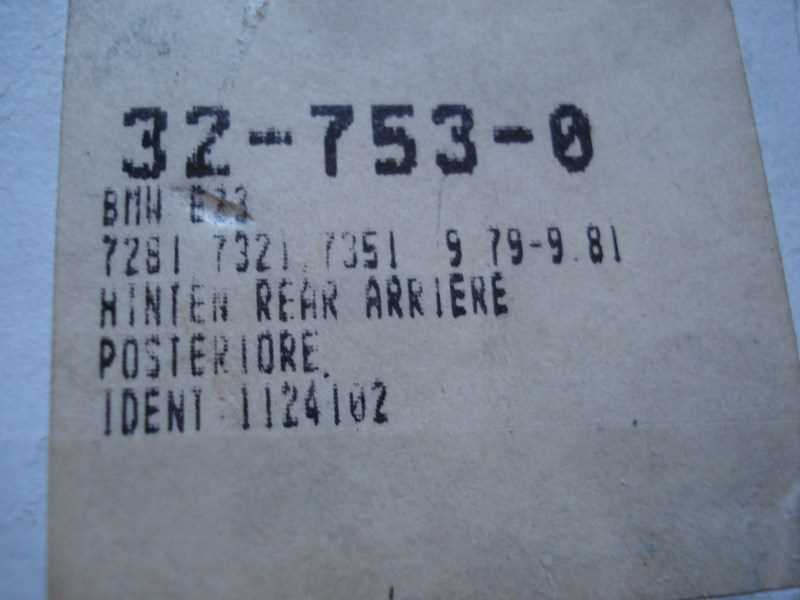 32-753-0
BMW E23
728I 732I,735I 9.79-9.81
HINTEN REAR ARRIERE
POSTERIORE.
IDENT 1124102